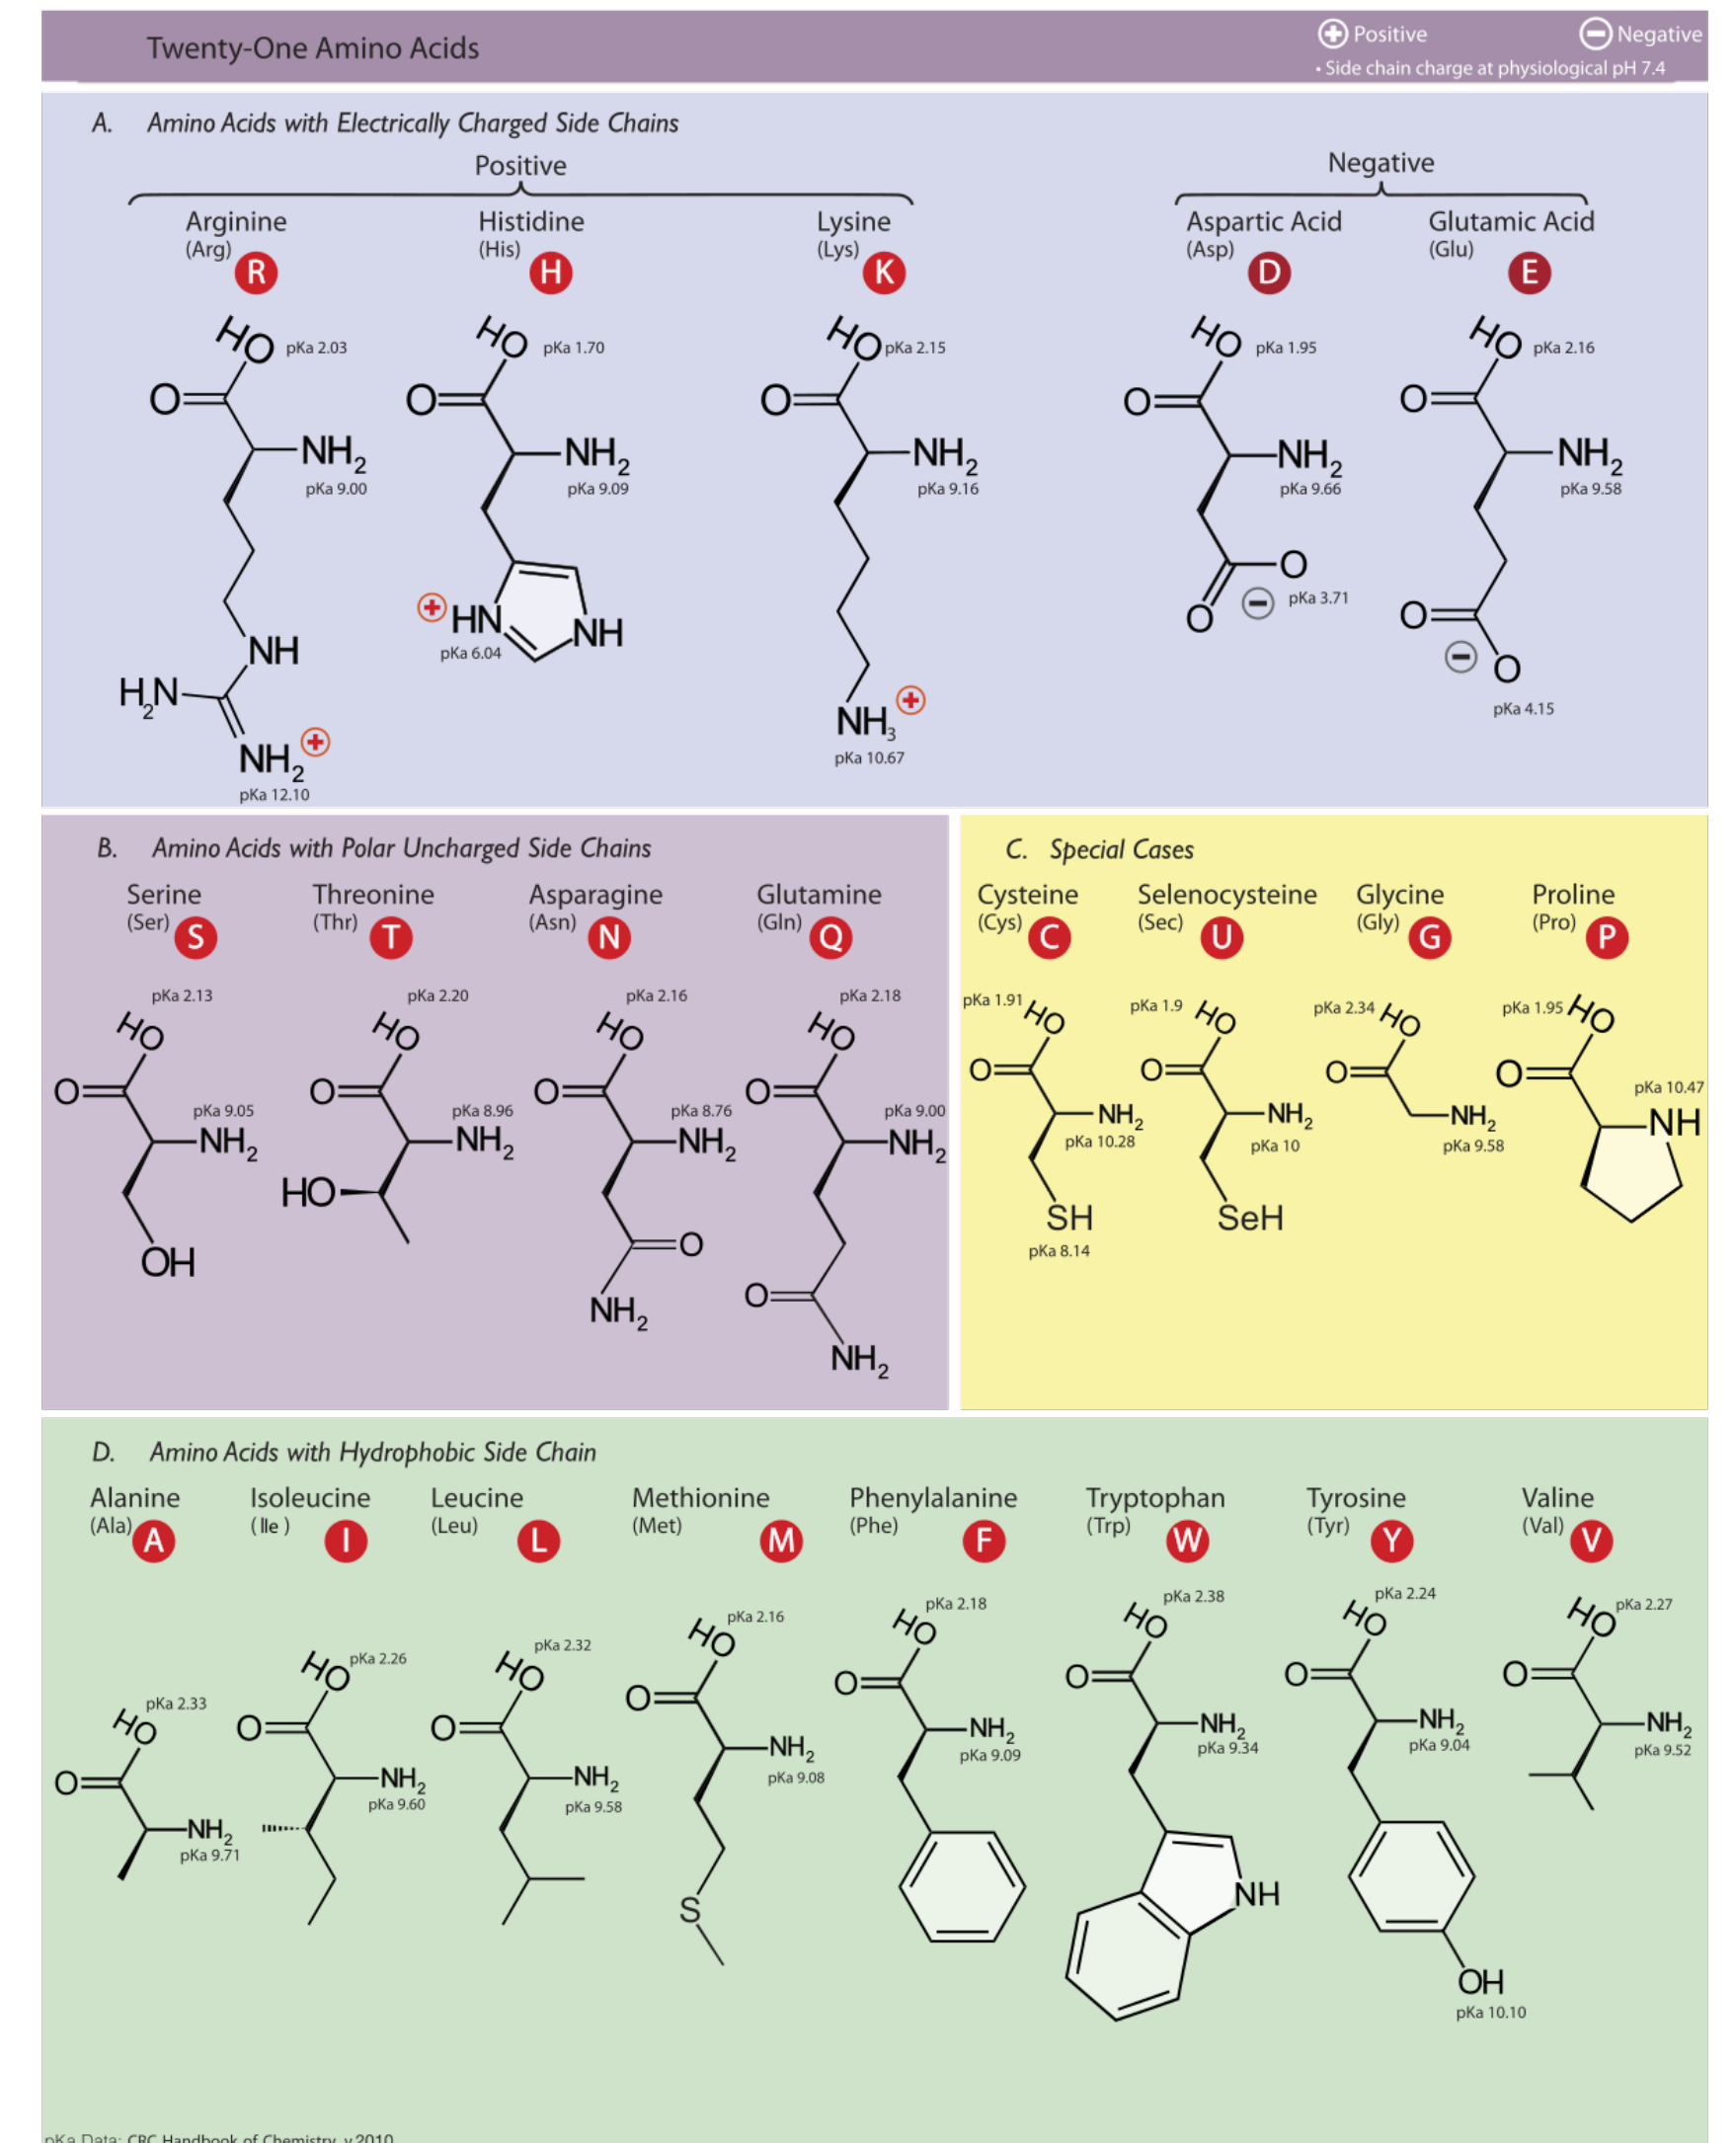 Twenty-One Amino Acids
+ Positive - Negative
• Side chain charge at physiological pH 7.4
A. Amino Acids with Electrically Charged Side Chains
Positive
Negative
Arginine
(Arg)
R
Histidine
(His)
H
Lysine
(Lys)
K
Aspartic Acid
(Asp)
D
Glutamic Acid
(Glu)
E
HO pKa 2.03
O
NH2
pKa 9.00
NH
H2N
NH2 +
pKa 12.10
HO pKa 1.70
O
NH2
pKa 9.09
+ HN
NH
pKa 6.04
HO pKa 2.15
O
NH2
pKa 9.16
NH3 +
pKa 10.67
HO pKa 1.95
O
NH2
pKa 9.66
O
- pKa 3.71
O
HO pKa 2.16
O
NH2
pKa 9.58
O
- O
pKa 4.15
B. Amino Acids with Polar Uncharged Side Chains
Serine
(Ser)
S
Threonine
(Thr)
T
Asparagine
(Asn)
N
Glutamine
(Gln)
Q
pKa 2.13
HO
O
pKa 9.05
NH2
OH
pKa 2.20
HO
O
pKa 8.96
NH2
HO
pKa 2.16
HO
O
pKa 8.76
NH2
O
NH2
pKa 2.18
HO
O
pKa 9.00
NH2
O
NH2
C. Special Cases
Cysteine
(Cys)
C
Selenocysteine
(Sec)
U
Glycine
(Gly)
G
Proline
(Pro)
P
pKa 1.91 HO
O
NH2
pKa 10.28
SH
pKa 8.14
pKa 1.9 HO
O
NH2
pKa 10
SeH
pKa 2.34 HO
O
NH2
pKa 9.58
pKa 1.95 HO
O
pKa 10.47
NH
D. Amino Acids with Hydrophobic Side Chain
Alanine
(Ala)
A
Isoleucine
(Ile )
I
Leucine
(Leu)
L
Methionine
(Met)
M
Phenylalanine
(Phe)
F
Tryptophan
(Trp)
W
Tyrosine
(Tyr)
Y
Valine
(Val)
V
pKa 2.33
HO
O
NH2
pKa 9.71
pKa 2.26
HO
O
NH2
pKa 9.60
pKa 2.32
HO
O
NH2
pKa 9.58
pKa 2.16
HO
O
NH2
pKa 9.08
S
pKa 2.18
HO
O
NH2
pKa 9.09
pKa 2.38
HO
O
NH2
pKa 9.34
NH
pKa 2.24
HO
O
NH2
pKa 9.04
OH
pKa 10.10
pKa 2.27
HO
O
NH2
pKa 9.52
pKa Data: CRC Handbook of Chemistry, v.2010